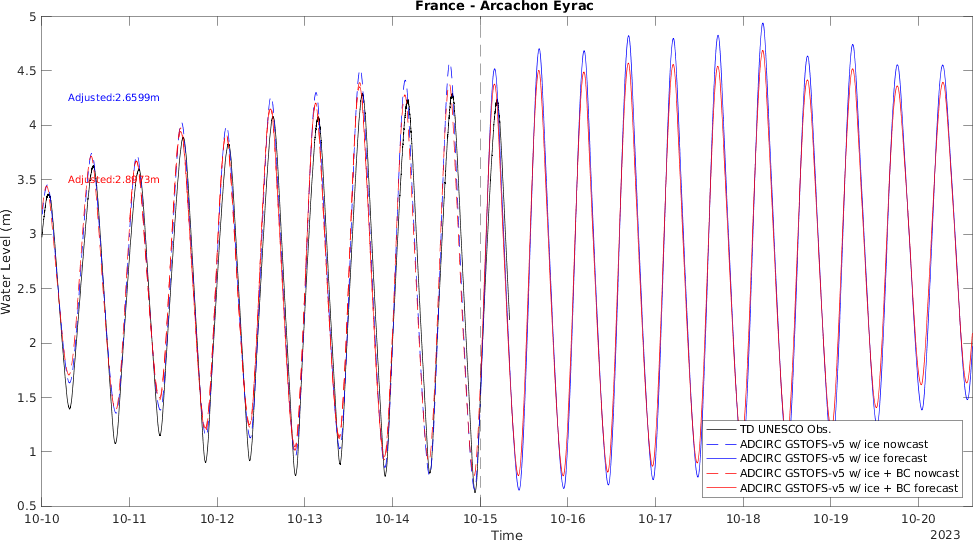 France - Arcachon Eyrac
5
4.5
4
3.5
3
2.5
2
1.5
1
0.5
Water Level (m)
Adjusted:2.6599m
Adjusted:2.8973m
TD UNESCO Obs.
ADCIRC GSTOFS-v5 w/ ice nowcast
ADCIRC GSTOFS-v5 w/ ice forecast
ADCIRC GSTOFS-v5 w/ ice + BC nowcast
ADCIRC GSTOFS-v5 w/ ice + BC forecast
10-10 10-11 10-12 10-13 10-14 10-15 10-16 10-17 10-18 10-19 10-20
Time
2023